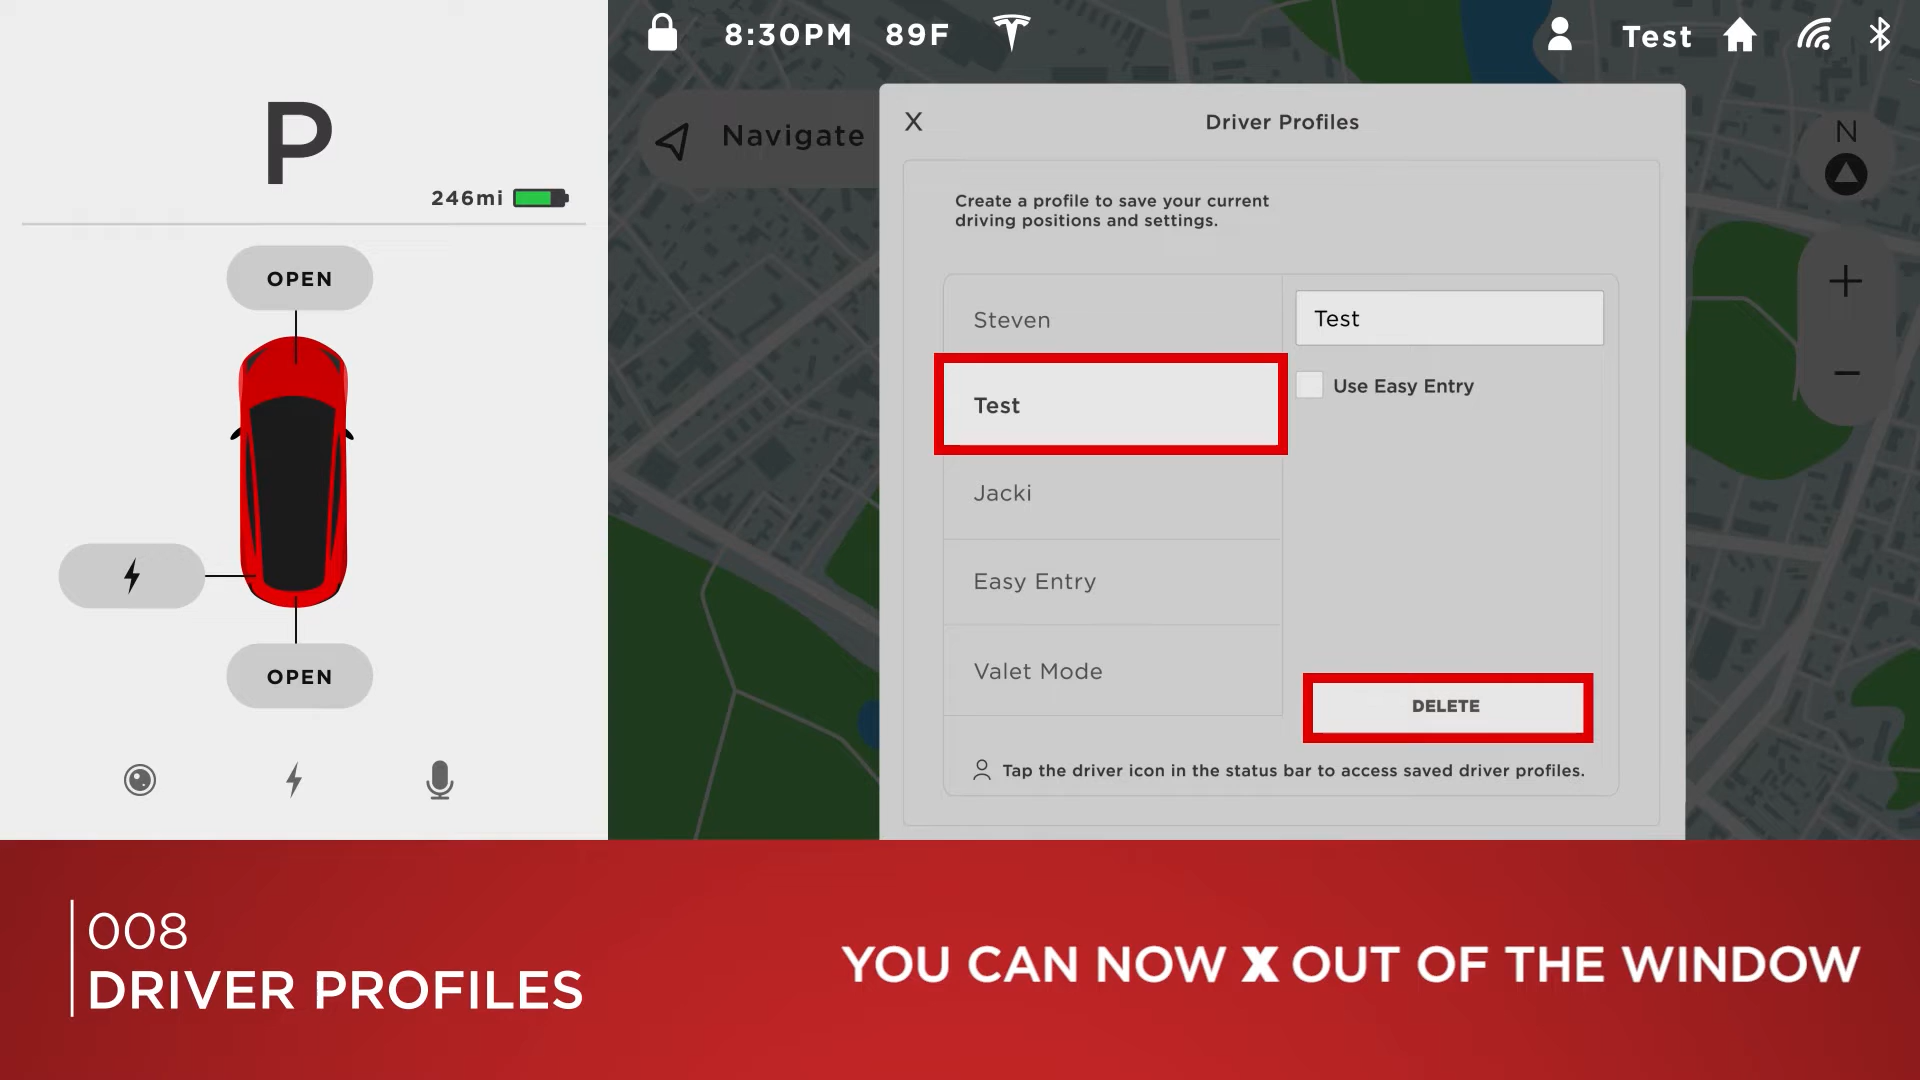 P
246mi
OPEN
OPEN
8:30PM 89F
Test
Navigate
N
+
−
X
Driver Profiles
Create a profile to save your current
driving positions and settings.
Steven
Test
Jacki
Easy Entry
Valet Mode
Test
Use Easy Entry
DELETE
Tap the driver icon in the status bar to access saved driver profiles.
008
DRIVER PROFILES
YOU CAN NOW X OUT OF THE WINDOW